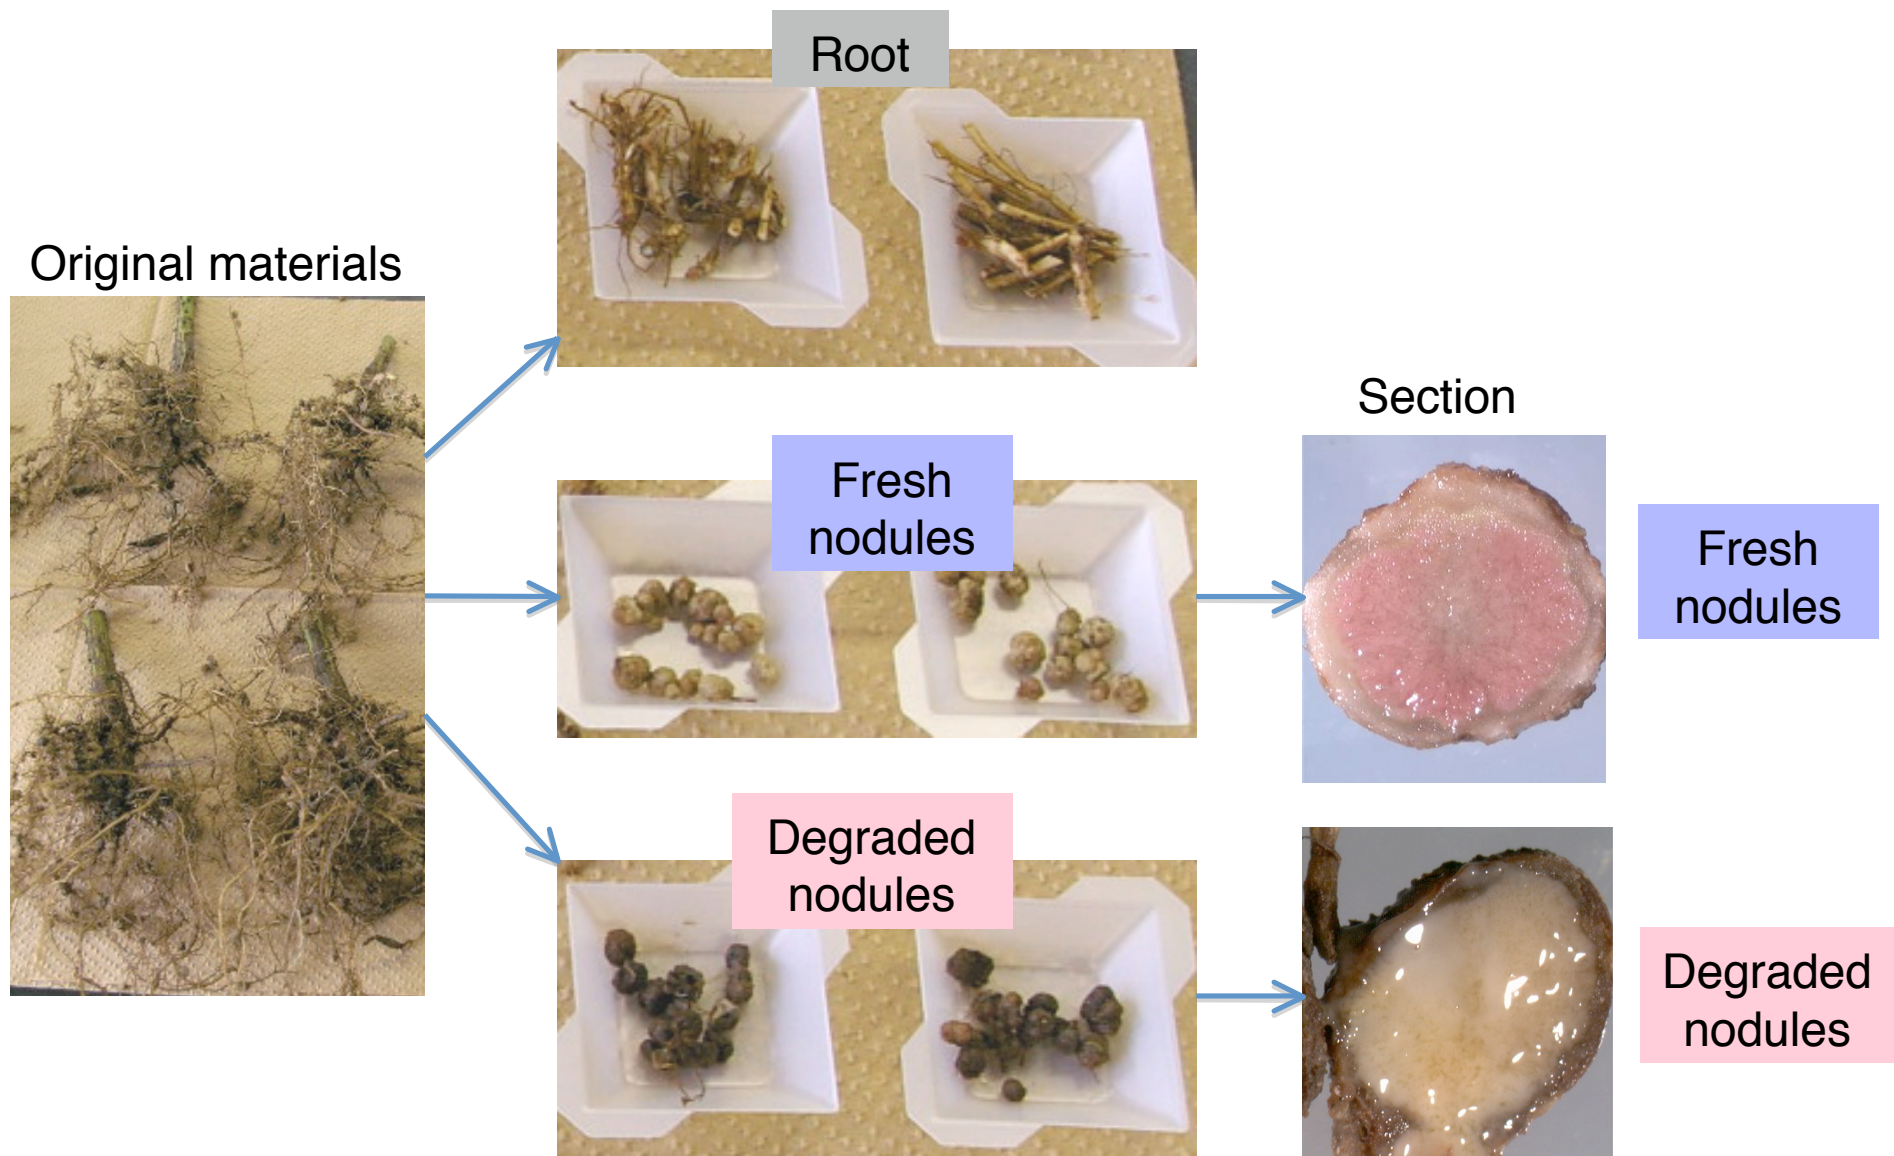 Root
Original materials
Section
Fresh
nodules
Fresh
nodules
Degraded
nodules
Degraded
nodules